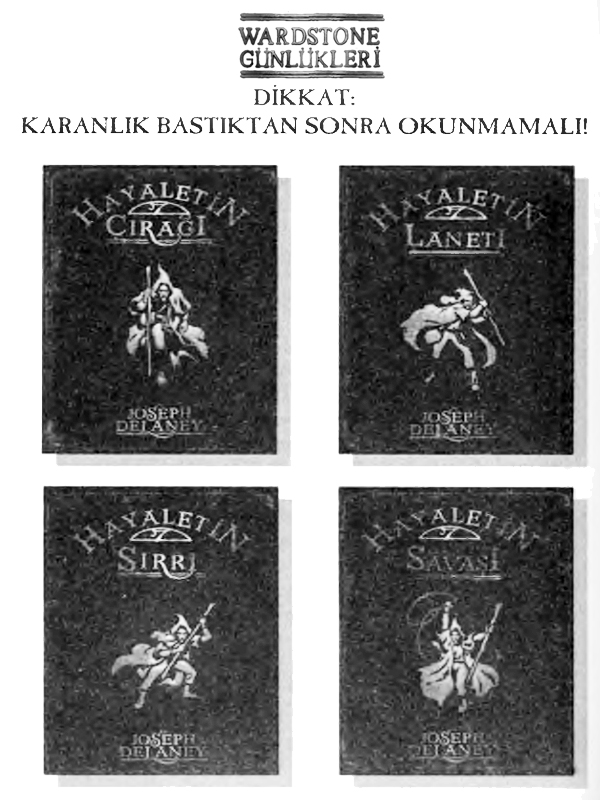 WARDSTONE
GÜNLÜKLERİ
DİKKAT:
KARANLIK BASTIKTAN SONRA OKUNMAMALI!
HAYALETİN
ÇIRAĞI
JOSEPH
DELANEY
HAYALETİN
LANETİ
JOSEPH
DELANEY
HAYALETİN
SIRRI
JOSEPH
DELANEY
HAYALETİN
SAVAŞI
JOSEPH
DELANEY